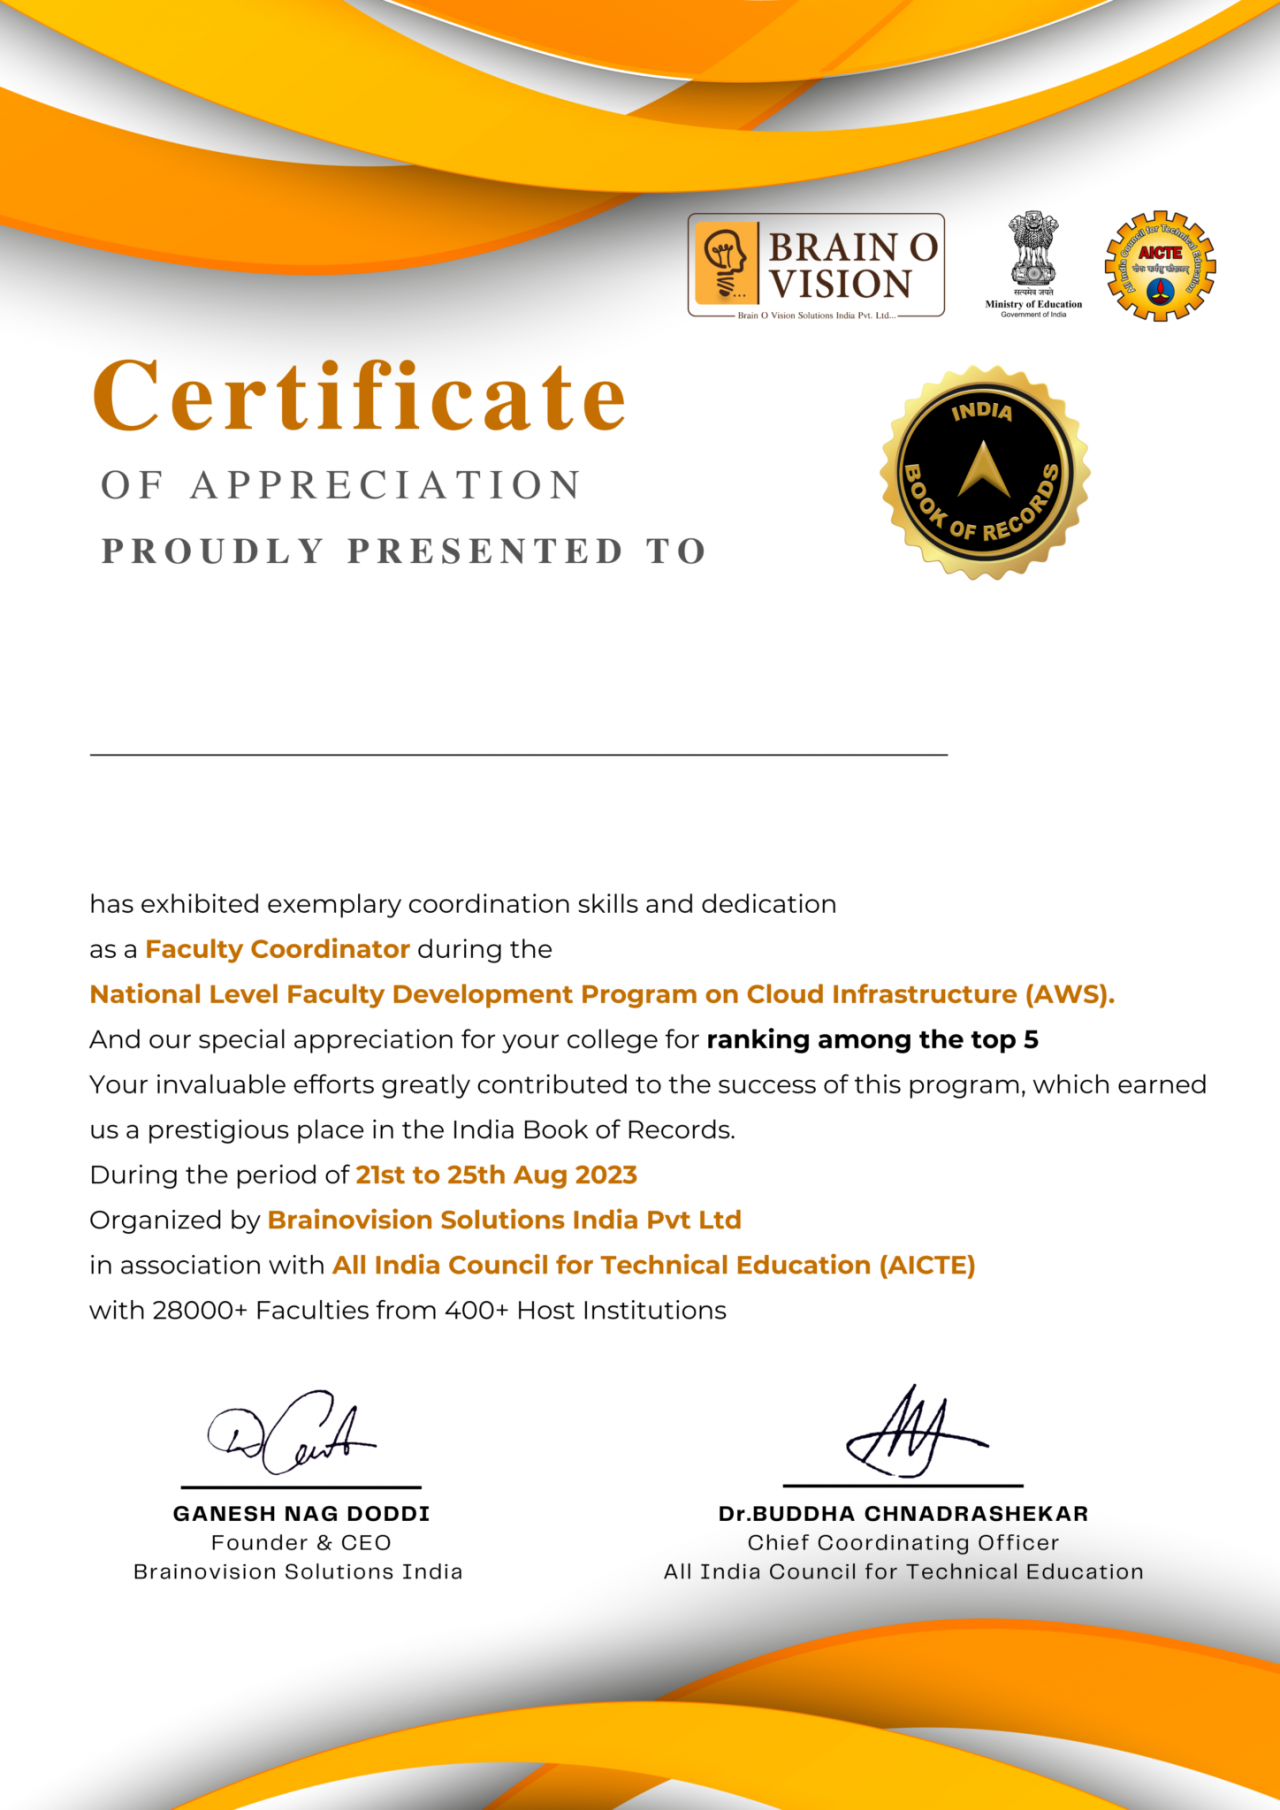 BRAIN O
VISION
Brain O Vision Solutions India Pvt. Ltd...
सत्यमेव जयते
Ministry of Education
Government of India
All India Council for Technical Education
AICTE
Certificate
OF APPRECIATION
PROUDLY PRESENTED TO
INDIA
BOOK OF RECORDS
has exhibited exemplary coordination skills and dedication
as a Faculty Coordinator during the
National Level Faculty Development Program on Cloud Infrastructure (AWS).
And our special appreciation for your college for ranking among the top 5
Your invaluable efforts greatly contributed to the success of this program, which earned
us a prestigious place in the India Book of Records.
During the period of 21st to 25th Aug 2023
Organized by Brainovision Solutions India Pvt Ltd
in association with All India Council for Technical Education (AICTE)
with 28000+ Faculties from 400+ Host Institutions
GANESH NAG DODDI
Founder & CEO
Brainovision Solutions India
Dr.BUDDHA CHNADRASHEKAR
Chief Coordinating Officer
All India Council for Technical Education